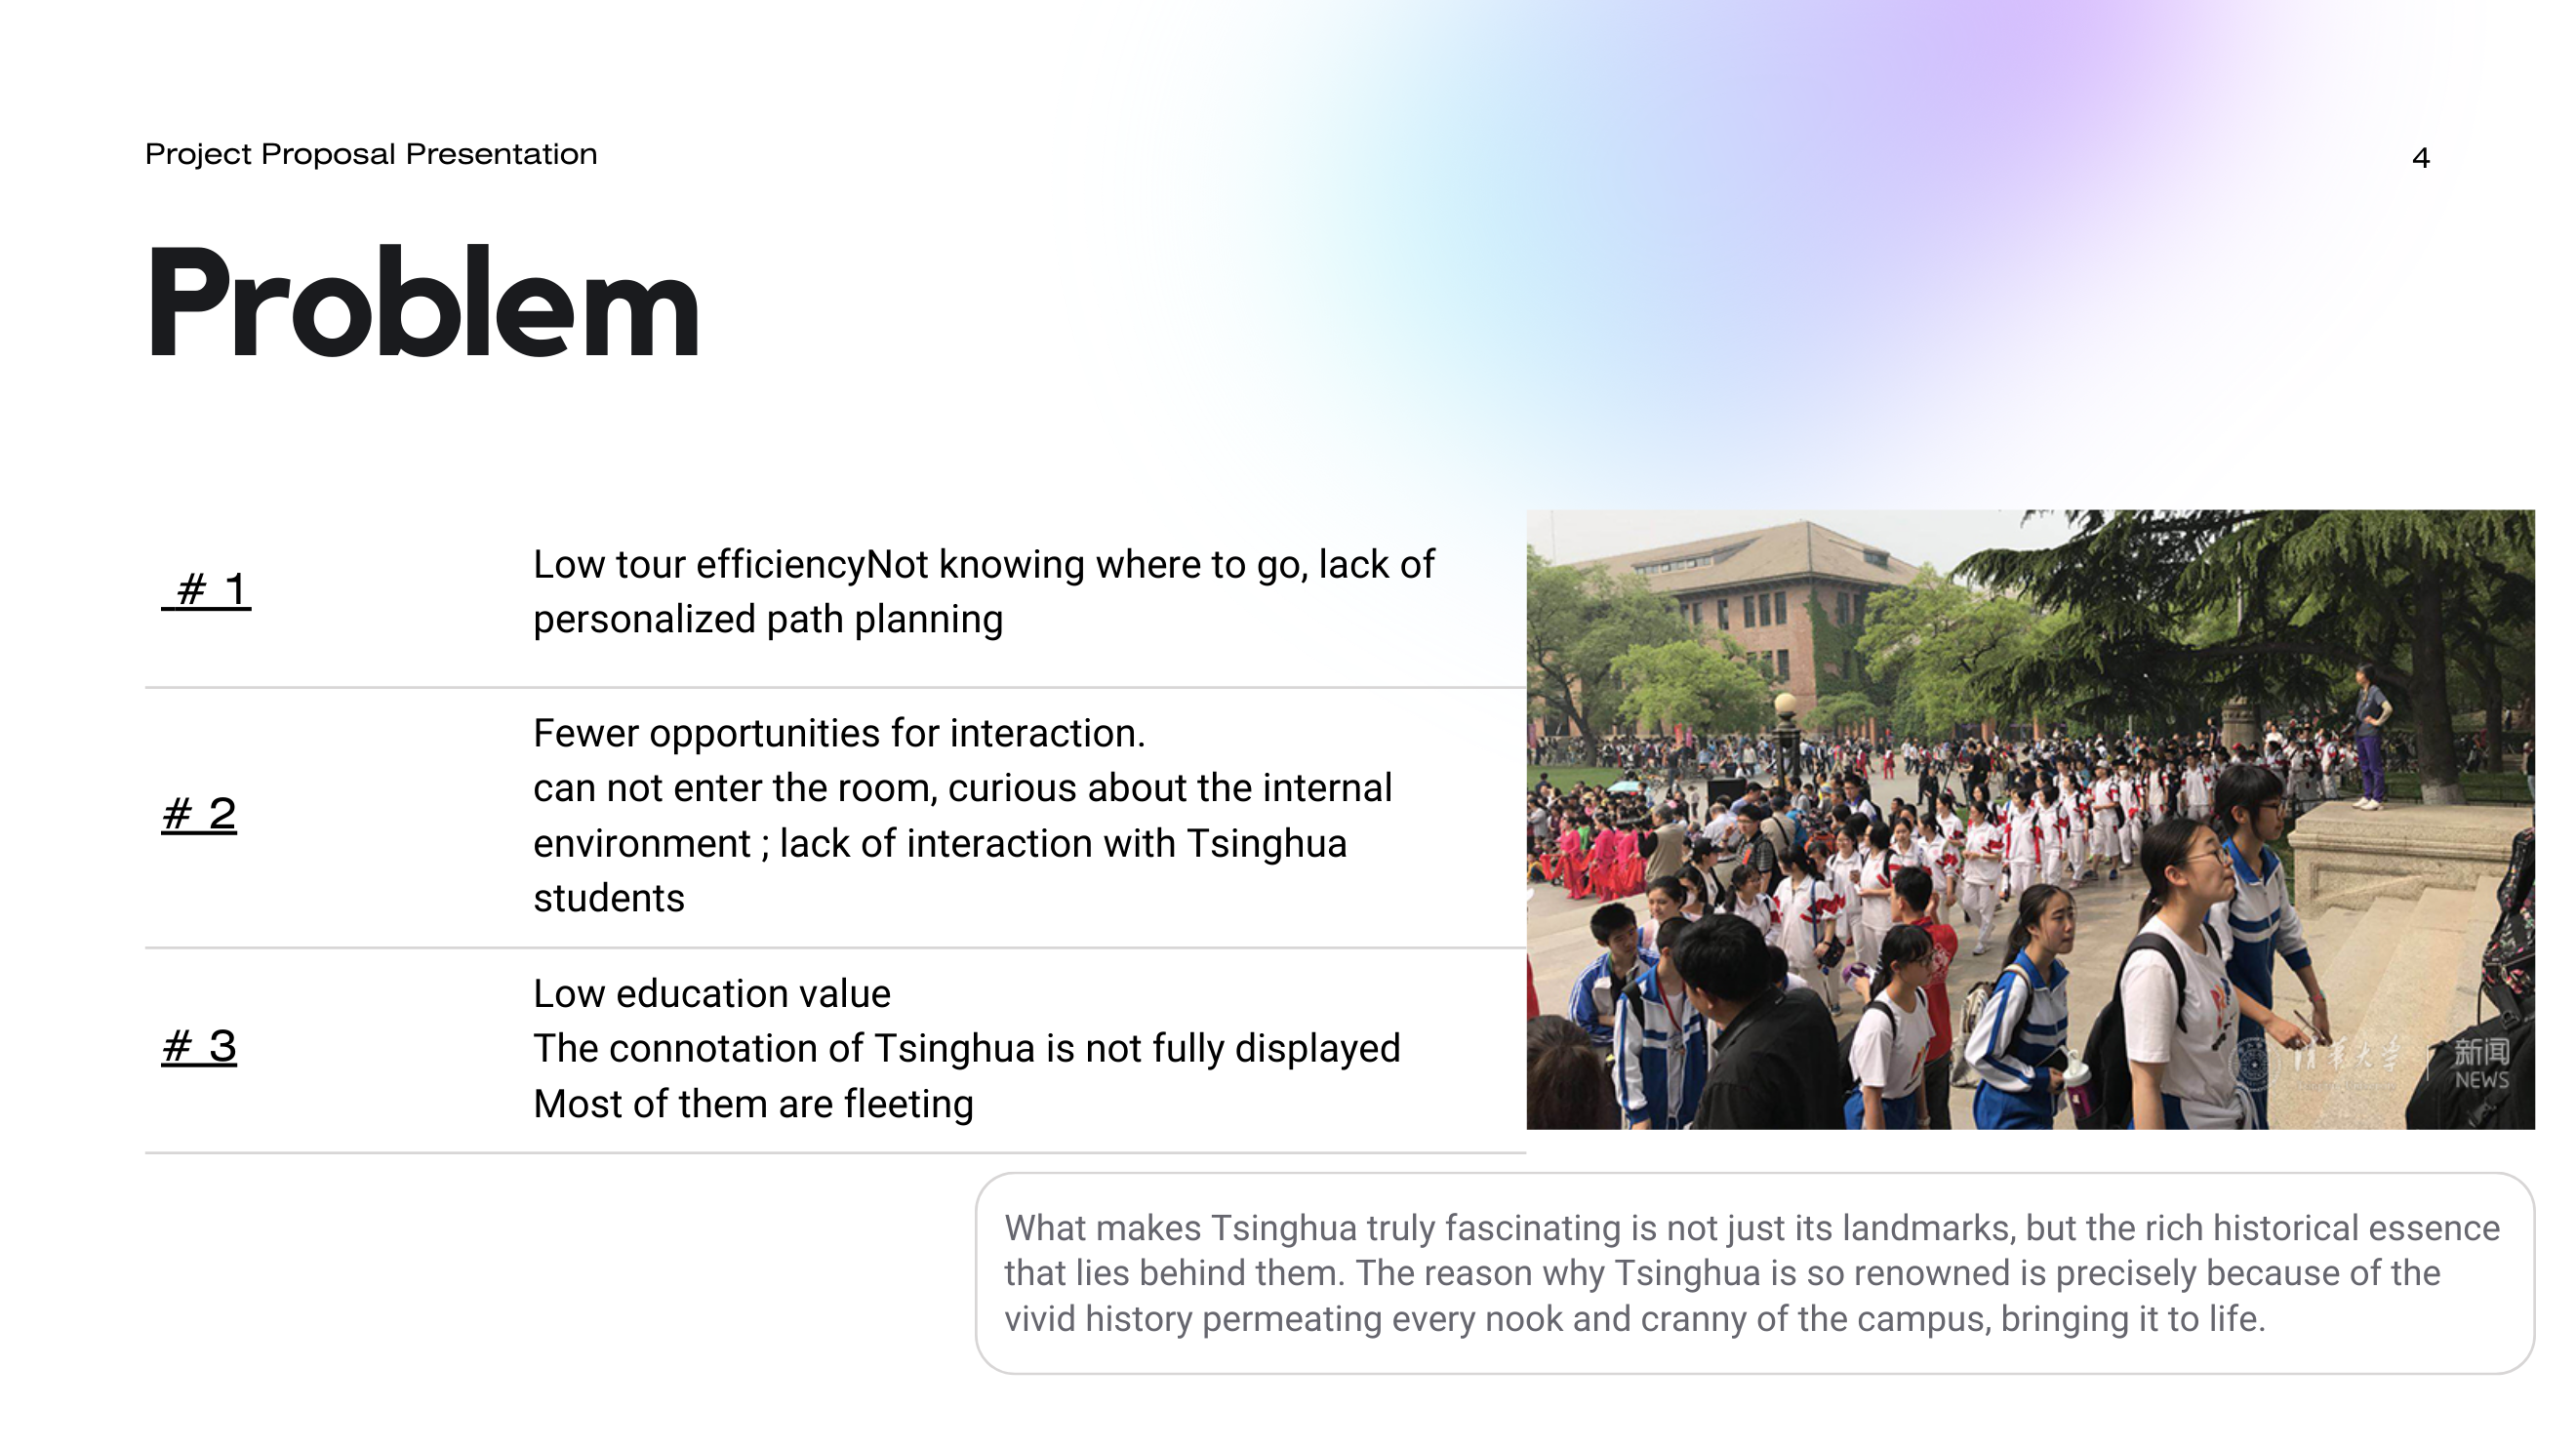 Project Proposal Presentation
4
Problem
# 1
Low tour efficiencyNot knowing where to go, lack of
personalized path planning
# 2
Fewer opportunities for interaction.
can not enter the room, curious about the internal
environment ; lack of interaction with Tsinghua
students
# 3
Low education value
The connotation of Tsinghua is not fully displayed
Most of them are fleeting
清华大学
新闻
NEWS
What makes Tsinghua truly fascinating is not just its landmarks, but the rich historical essence
that lies behind them. The reason why Tsinghua is so renowned is precisely because of the
vivid history permeating every nook and cranny of the campus, bringing it to life.